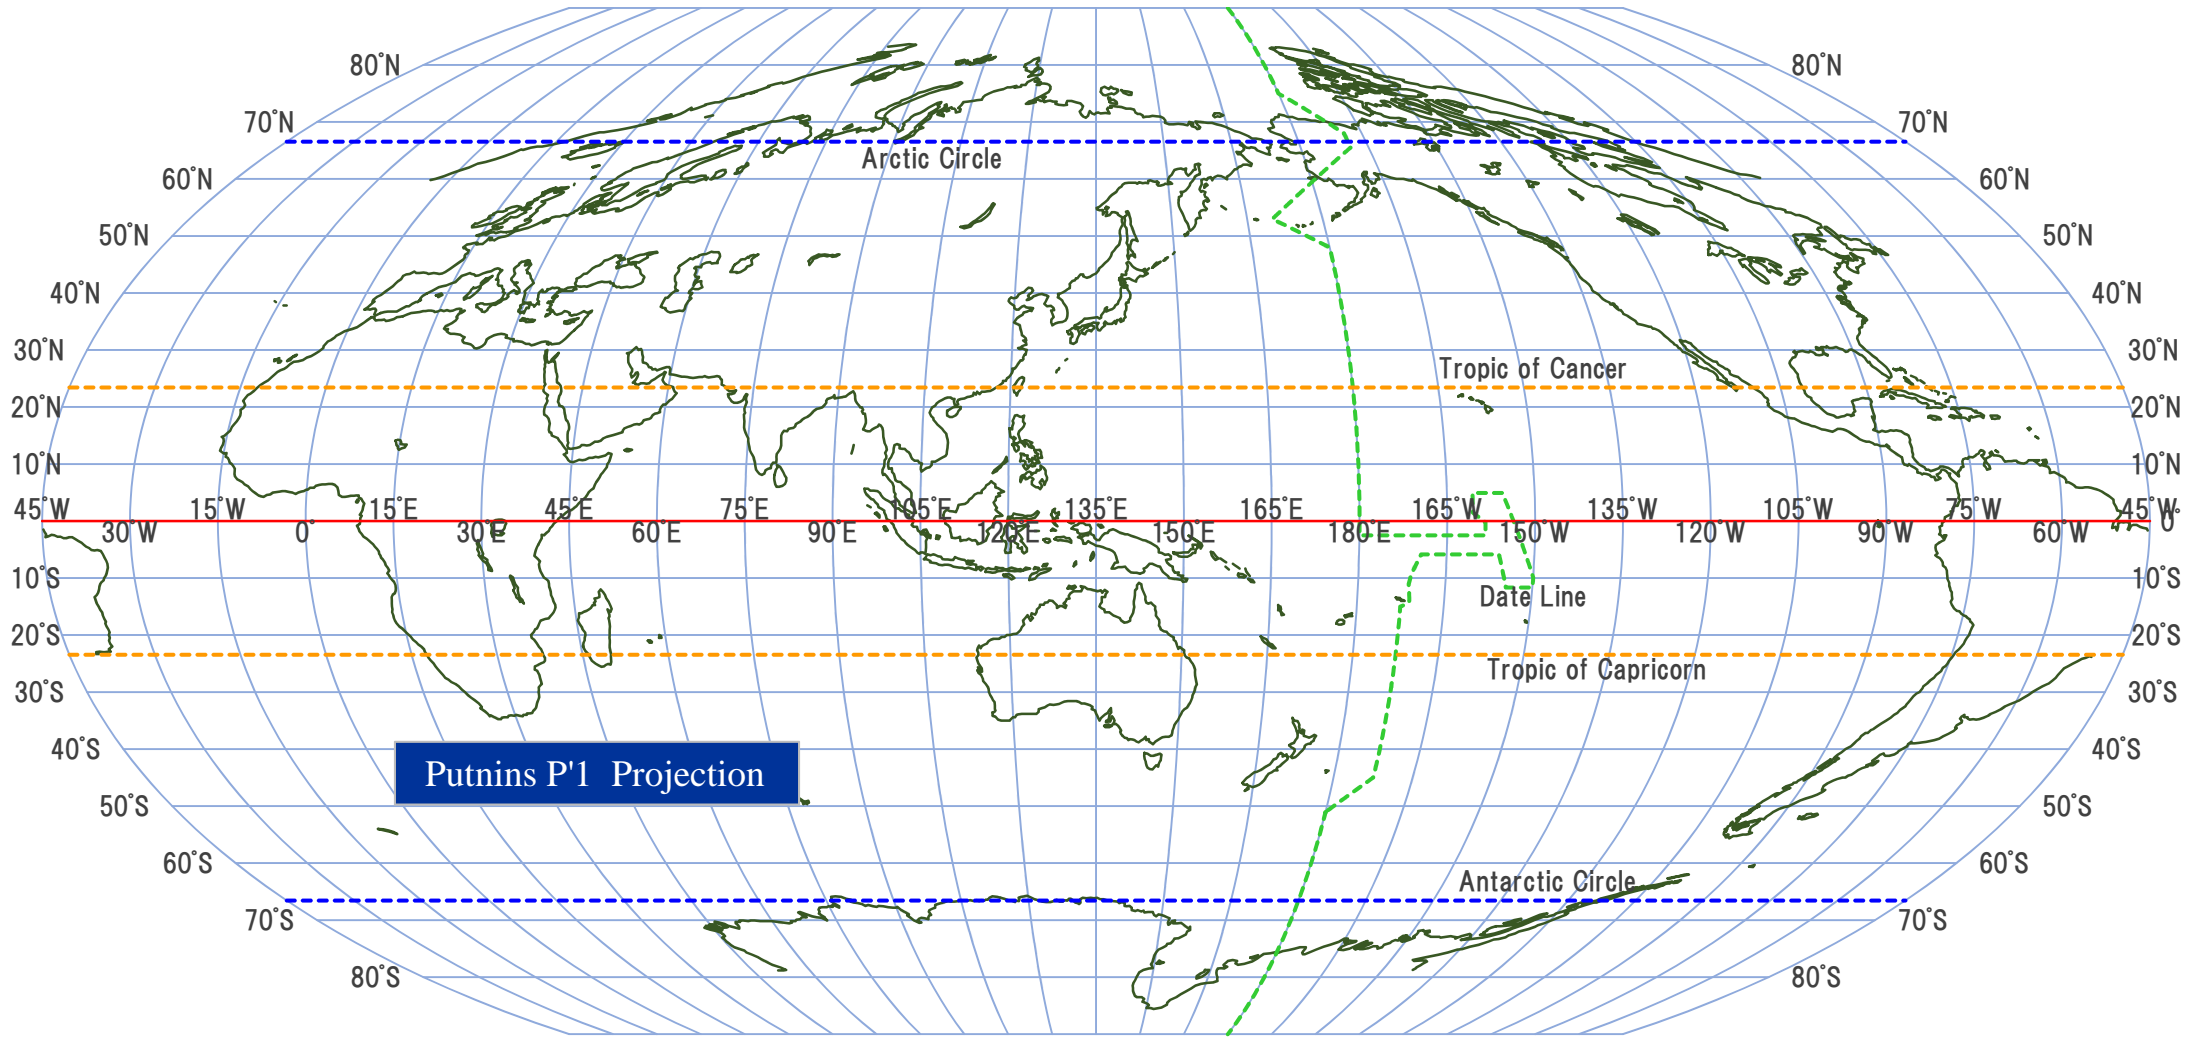 80°N 80°N
70°N 70°N
Arctic Circle
60°N 60°N
50°N 50°N
40°N 40°N
30°N 30°N
Tropic of Cancer
20°N 20°N
10°N 10°N
45°W 15°W 15°E 45°E 75°E 105°E 135°E 165°E 165°W 135°W 105°W 75°W 45°W
30°W 0° 30°E 60°E 90°E 120°E 150°E 180°E 150°W 120°W 90°W 60°W 0°
10°S 10°S
Date Line
20°S 20°S
Tropic of Capricorn
30°S 30°S
40°S 40°S
Putnins P'1 Projection
50°S 50°S
60°S 60°S
Antarctic Circle
70°S 70°S
80°S 80°S